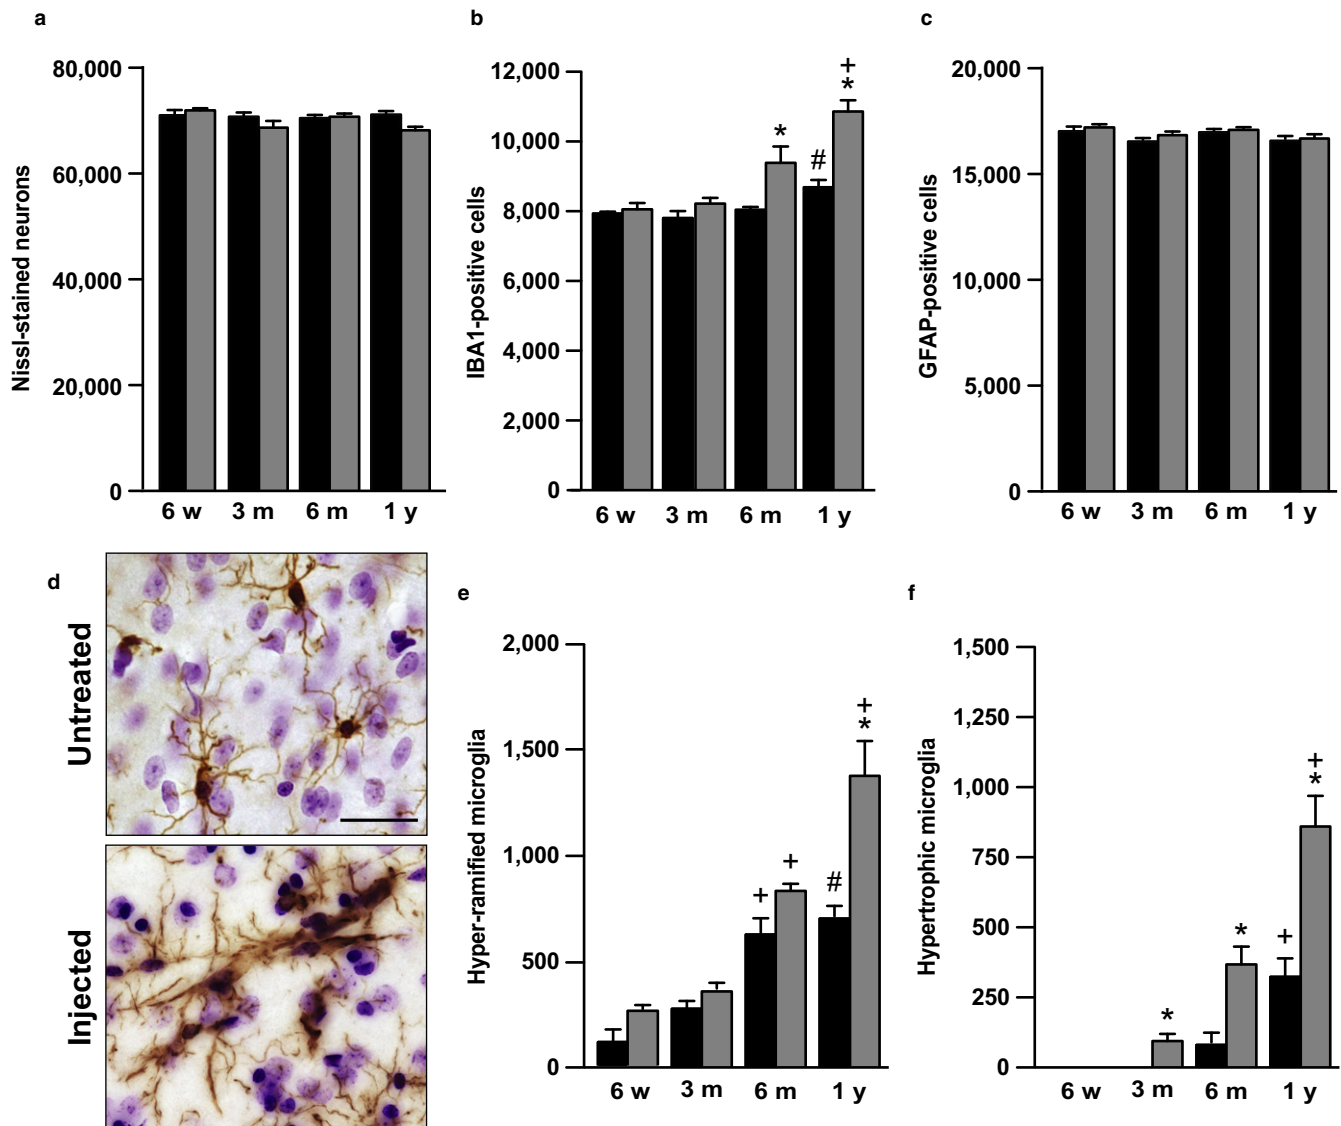 a
Nissl-stained neurons
80,000
60,000
40,000
20,000
0
6 w 3 m 6 m 1 y
b
IBA1-positive cells
12,000
10,000
8,000
6,000
4,000
2,000
0
* # + *
6 w 3 m 6 m 1 y
c
GFAP-positive cells
20,000
15,000
10,000
5,000
0
6 w 3 m 6 m 1 y
d
Untreated
Injected
e
Hyper-ramified microglia
2,000
1,500
1,000
500
0
+ + # + *
6 w 3 m 6 m 1 y
f
Hypertrophic microglia
1,500
1,250
1,000
750
500
250
0
* * + + *
6 w 3 m 6 m 1 y